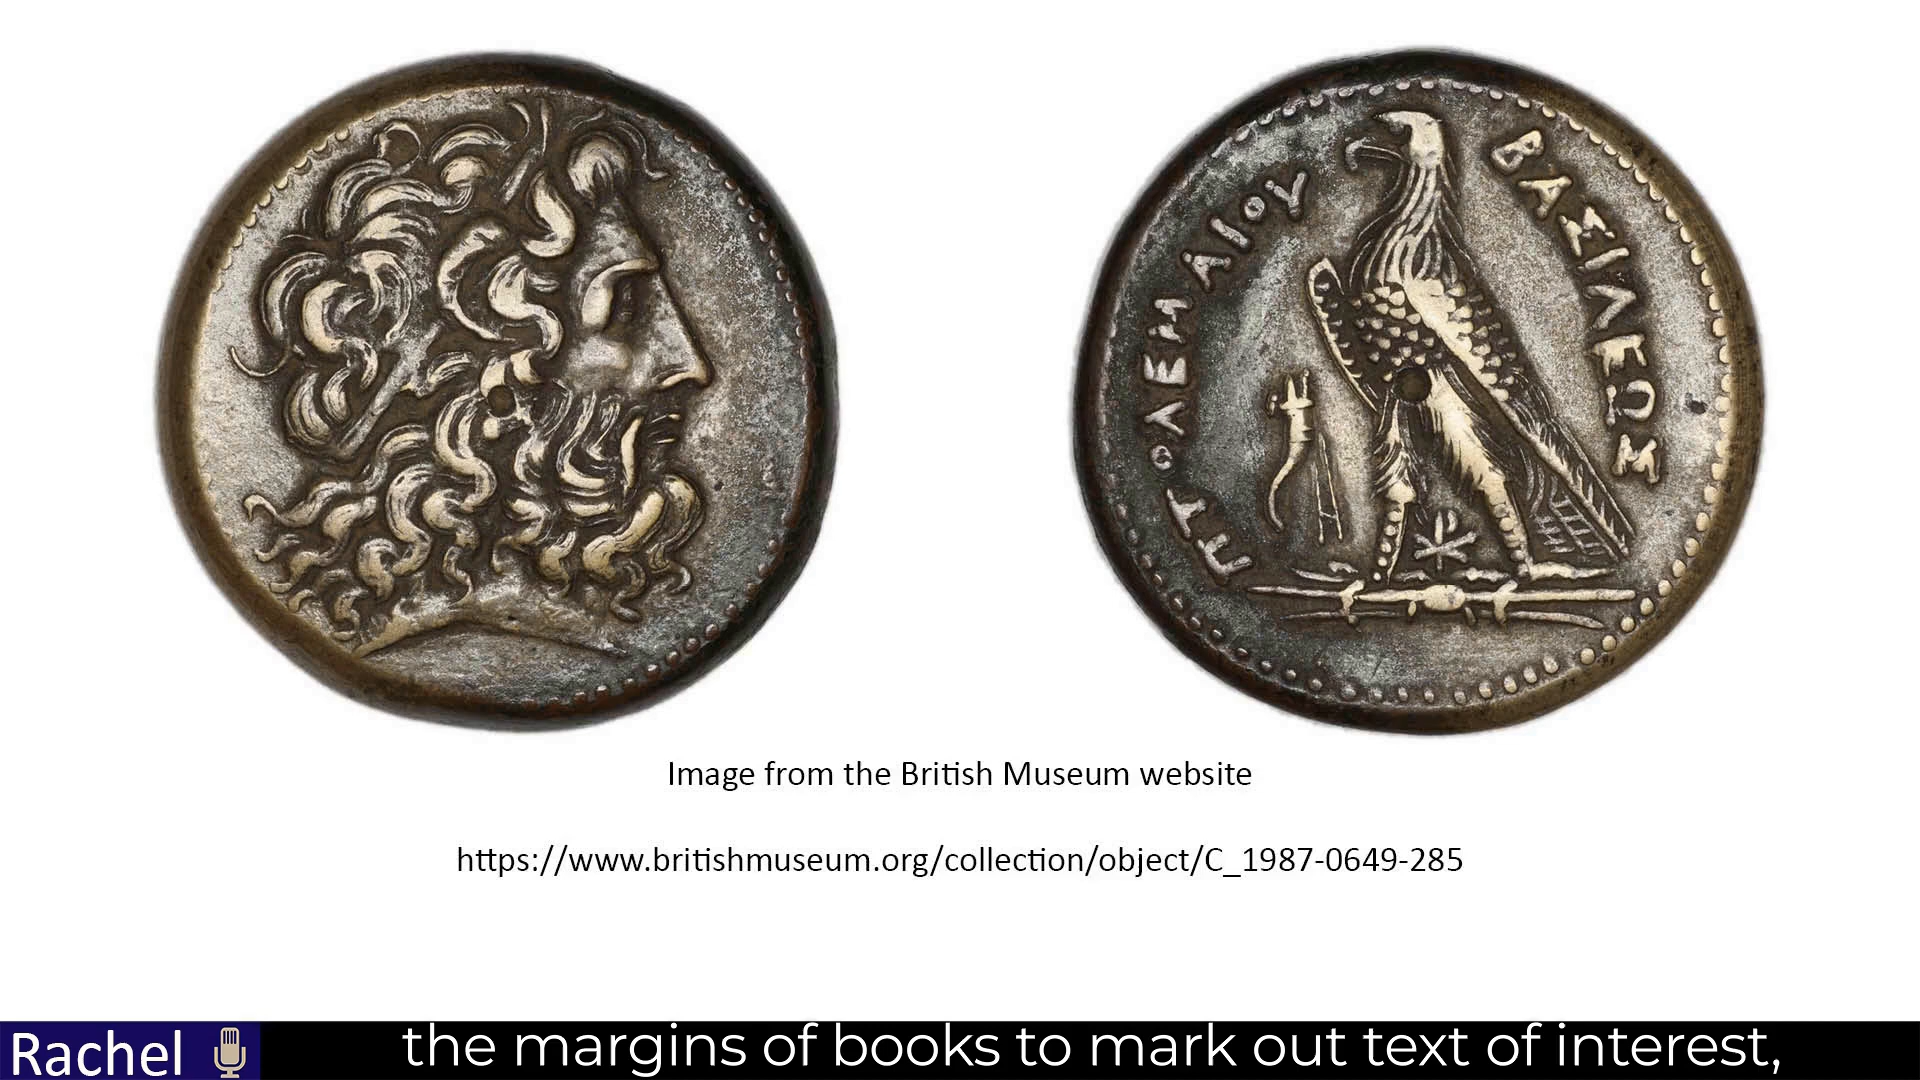 ΠΤΟΛΕΜΑΙΟΥ
ΒΑΣΙΛΕΩΣ
Image from the British Museum website
https://www.britishmuseum.org/collection/object/C_1987-0649-285
Rachel
the margins of books to mark out text of interest,